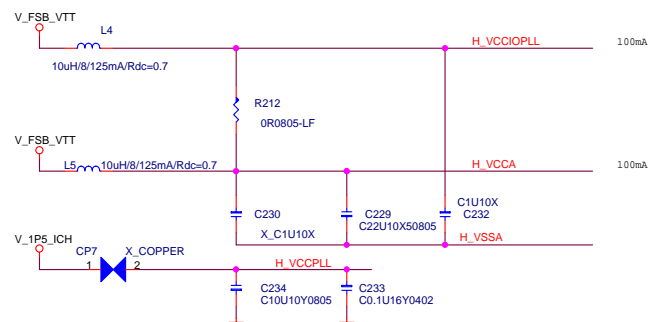 V_FSB_VTT
L4
H_VCCIOPLL
100mA
10uH/8/125mA/Rdc=0.7
R212
0R0805-LF
V_FSB_VTT
L5
10uH/8/125mA/Rdc=0.7
H_VCCA
100mA
C230
X_C1U10X
C229
C22U10X50805
C1U10X
C232
H_VSSA
V_1P5_ICH
CP7
X_COPPER
1
2
H_VCCPLL
C234
C10U10Y0805
C233
C0.1U16Y0402